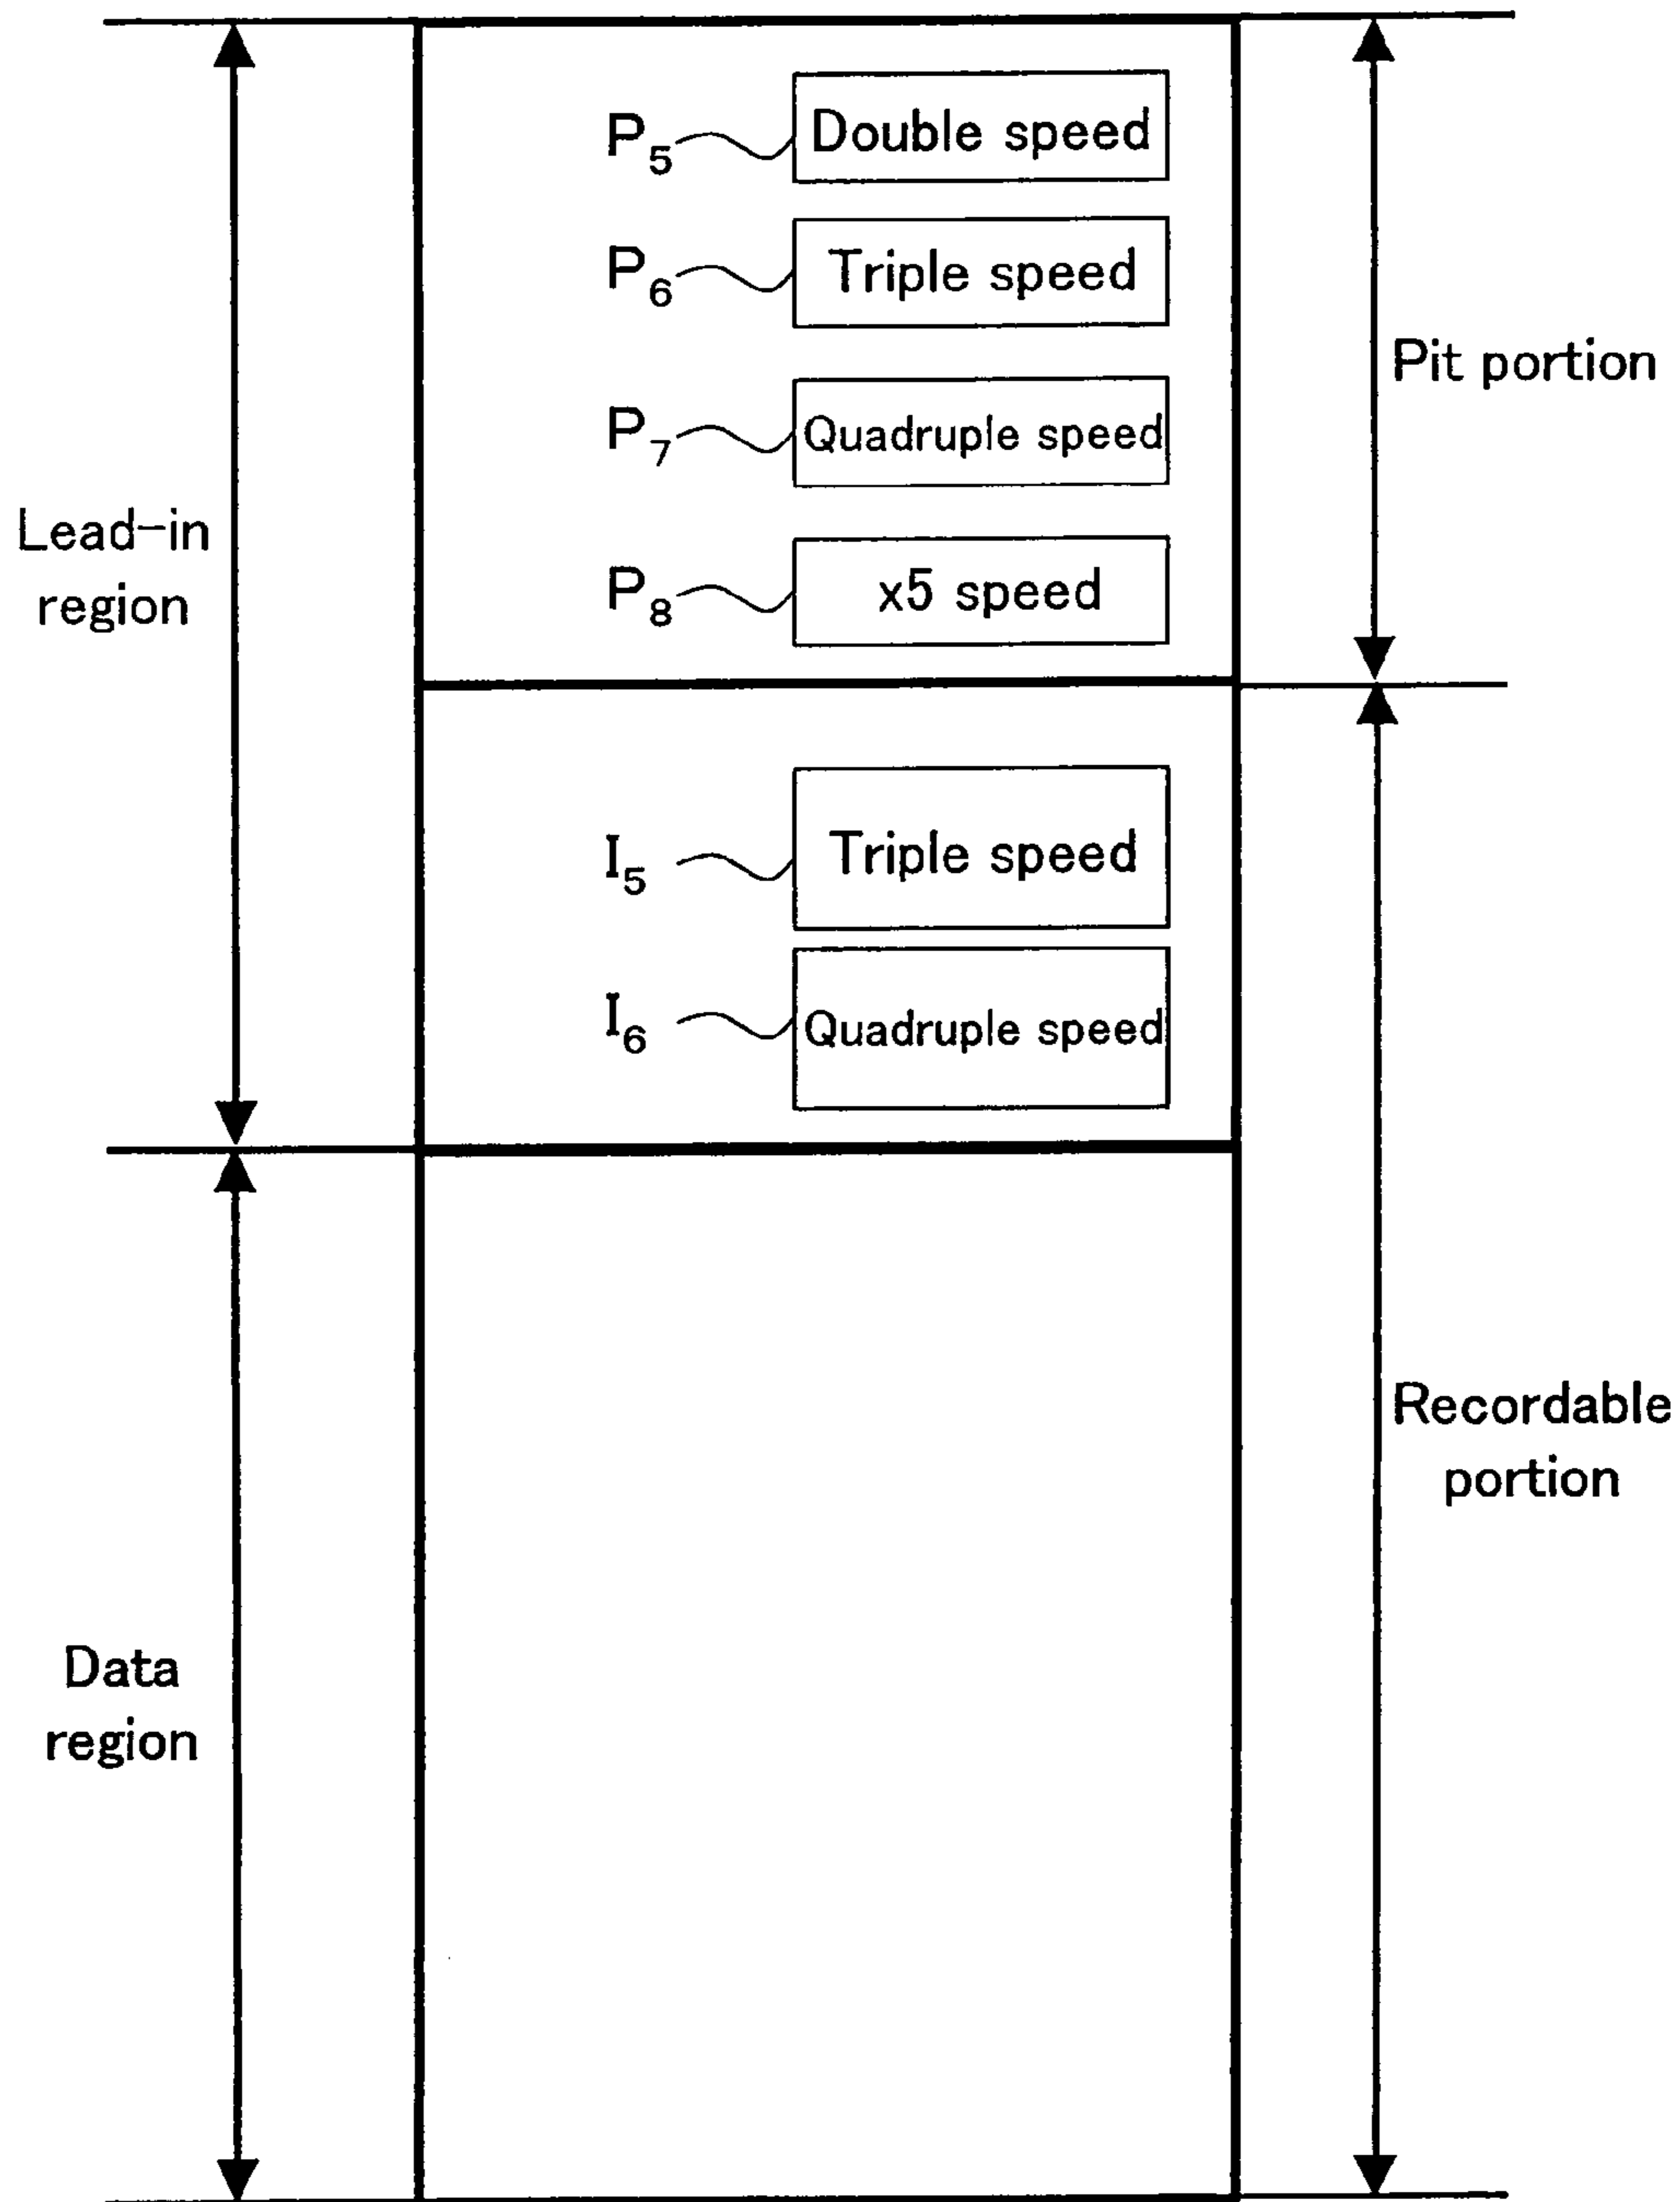 P5 Double speed
P6 Triple speed
P7 Quadruple speed
P8 x5 speed
Pit portion
Lead-in
region
I5 Triple speed
I6 Quadruple speed
Recordable
portion
Data
region